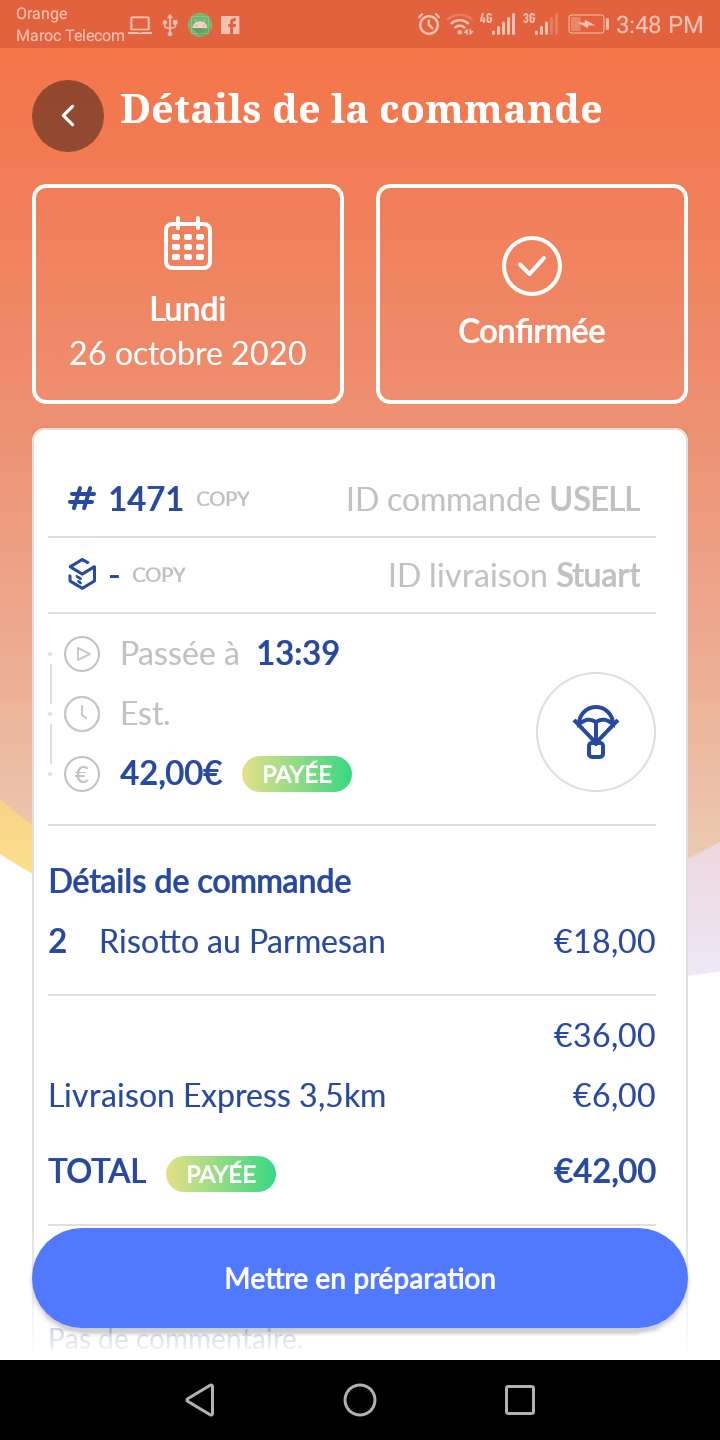 Orange
Maroc Telecom
4G 3G 3:48 PM
Détails de la commande
Lundi
26 octobre 2020
Confirmée
# 1471 COPY ID commande USELL
- COPY ID livraison Stuart
Passée à 13:39
Est.
€ 42,00€ PAYÉE
Détails de commande
2 Risotto au Parmesan €18,00
€36,00
Livraison Express 3,5km €6,00
TOTAL PAYÉE €42,00
Mettre en préparation
Pas de commentaire.